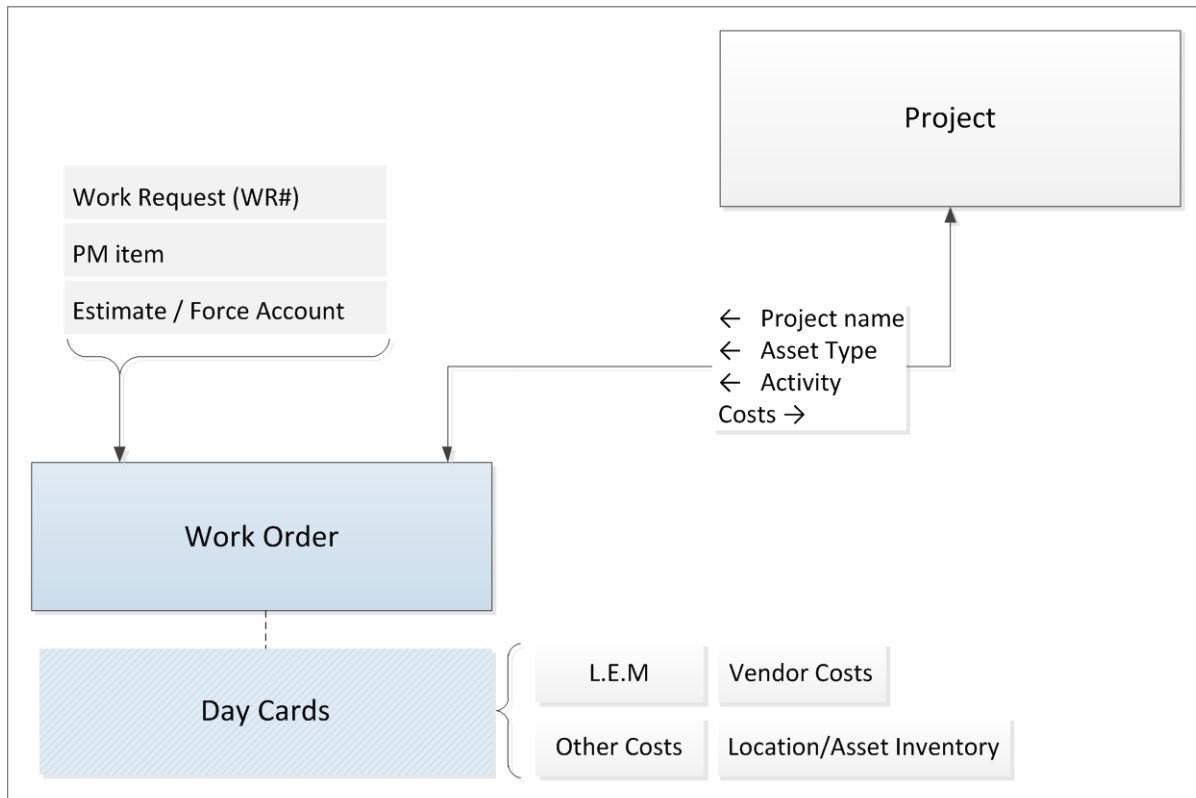 Project
Work Request (WR#)
PM item
Estimate / Force Account
← Project name
← Asset Type
← Activity
Costs →
Work Order
Day Cards
L.E.M
Vendor Costs
Other Costs
Location/Asset Inventory